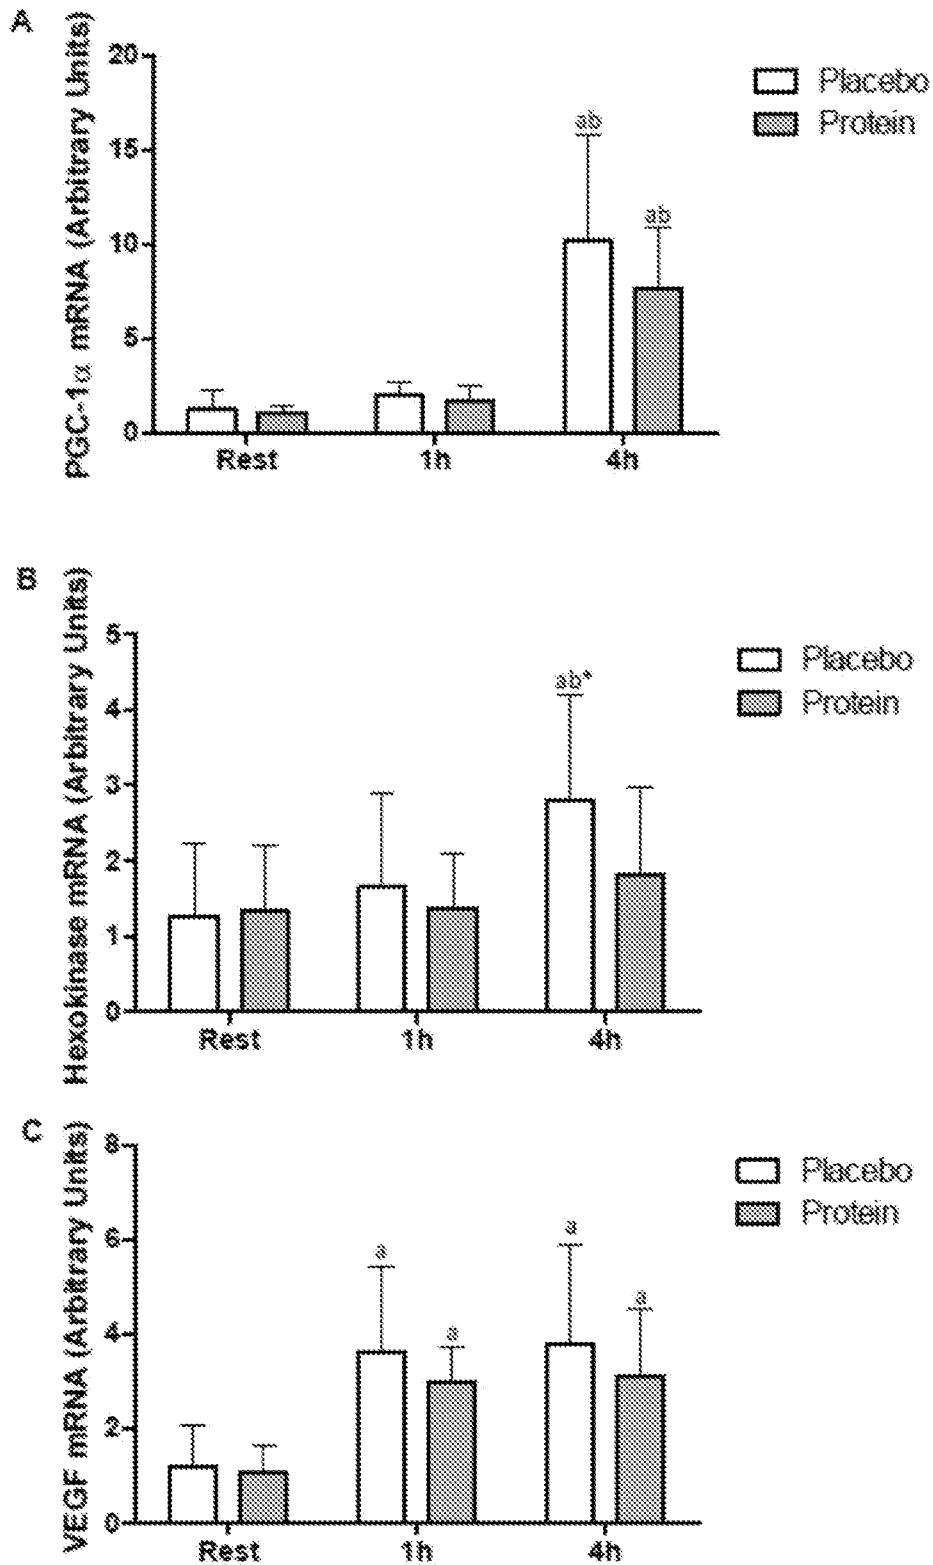 A
PGC-1α mRNA (Arbitrary Units)
20
15
10
5
0
ab
ab
Rest
1h
4h
Placebo
Protein
B
Hexokinase mRNA (Arbitrary Units)
5
4
3
2
1
0
ab*
Rest
1h
4h
Placebo
Protein
C
VEGF mRNA (Arbitrary Units)
8
6
4
2
0
a
a
a
a
Rest
1h
4h
Placebo
Protein